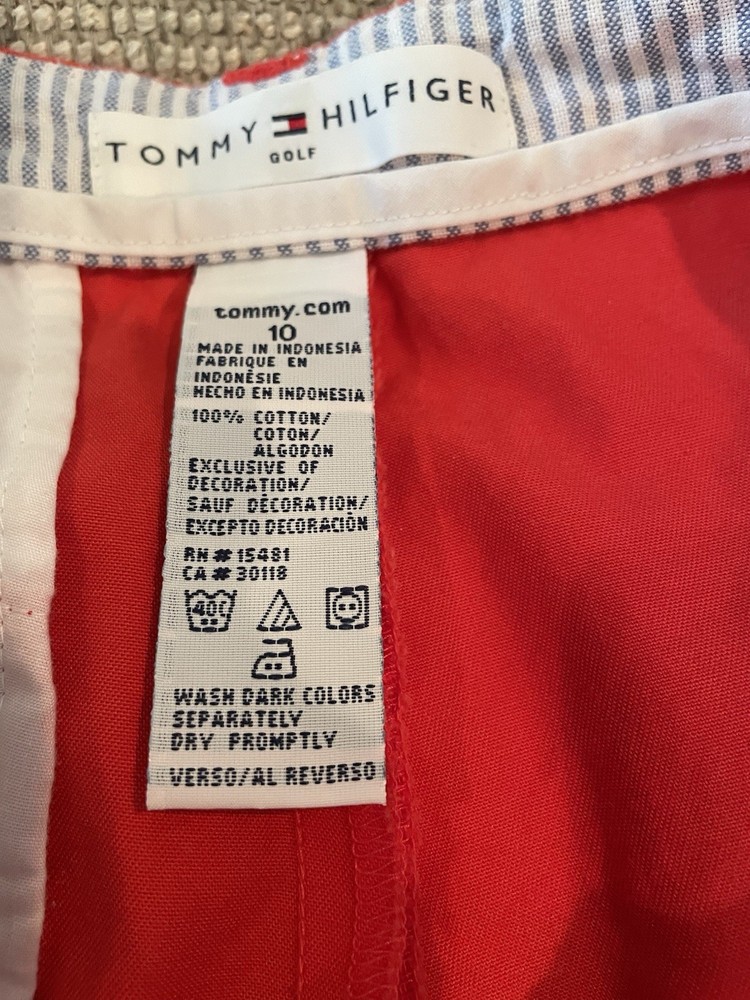 TOMMY HILFIGER
GOLF
tommy.com
10
MADE IN INDONESIA
FABRIQUE EN
INDONÉSIE
HECHO EN INDONESIA
100% COTTON/
COTON/
ALGODON
EXCLUSIVE OF
DECORATION/
SAUF DÉCORATION/
EXCEPTO DECORACIÓN
RN # 15481
CA # 30118
40C
WASH DARK COLORS
SEPARATELY
DRY PROMPTLY
VERSO/AL REVERSO